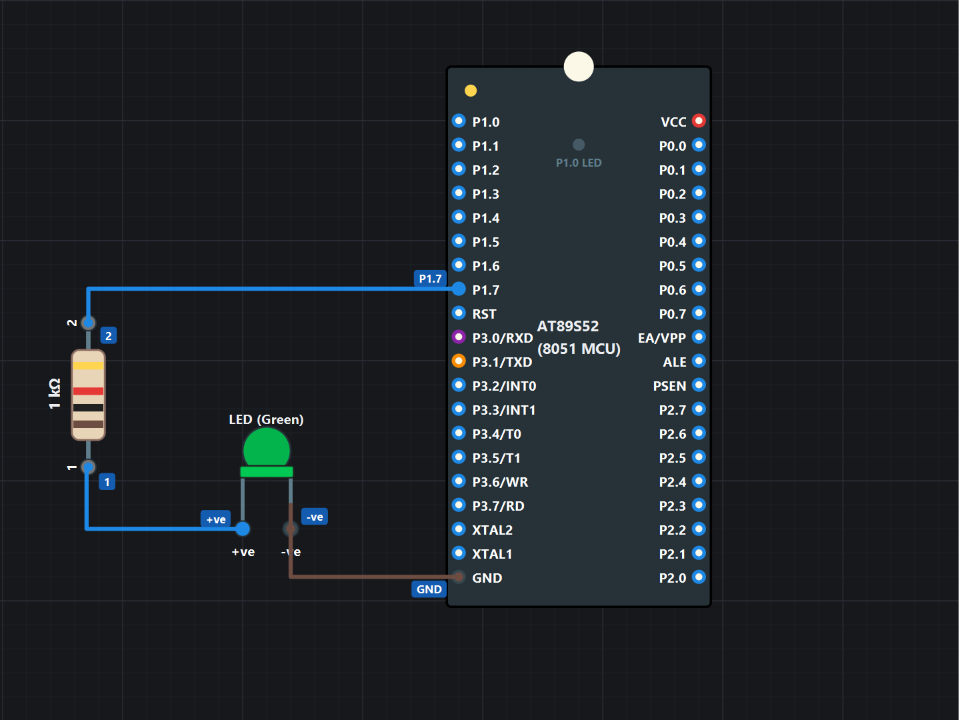 P1.0
VCC
P1.1
P0.0
P1.0 LED
P1.2
P0.1
P1.3
P0.2
P1.4
P0.3
P1.5
P0.4
P1.6
P0.5
P1.7
P1.7
P0.6
RST
P0.7
2
2
P3.0/RXD
AT89S52
(8051 MCU)
EA/VPP
P3.1/TXD
ALE
1 kΩ
P3.2/INT0
PSEN
P3.3/INT1
P2.7
LED (Green)
P3.4/T0
P2.6
P3.5/T1
P2.5
1
1
P3.6/WR
P2.4
P3.7/RD
P2.3
+ve
-ve
XTAL2
P2.2
+ve
-ve
XTAL1
P2.1
GND
GND
P2.0